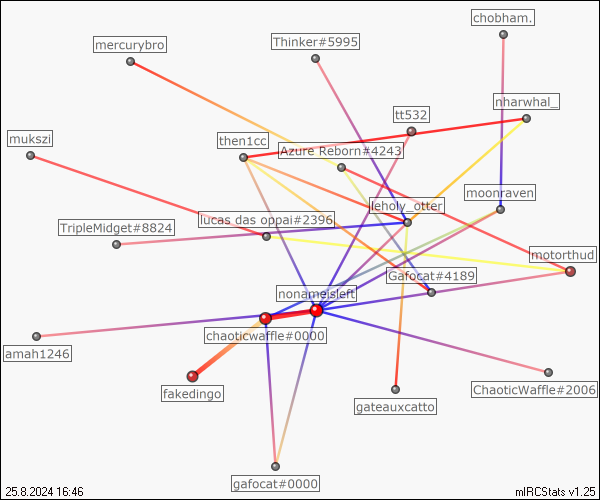 chobham.
Thinker#5995
mercurybro
nharwhal_
tt532
mukszi
then1cc
Azure Reborn#4243
moonraven
leholy_otter
lucas das oppai#2396
TripleMidget#8824
motorthud
Gafocat#4189
nonameisleft
chaoticwaffle#0000
amah1246
fakedingo
ChaoticWaffle#2006
gateauxcatto
gafocat#0000
25.8.2024 16:46
mIRCStats v1.25